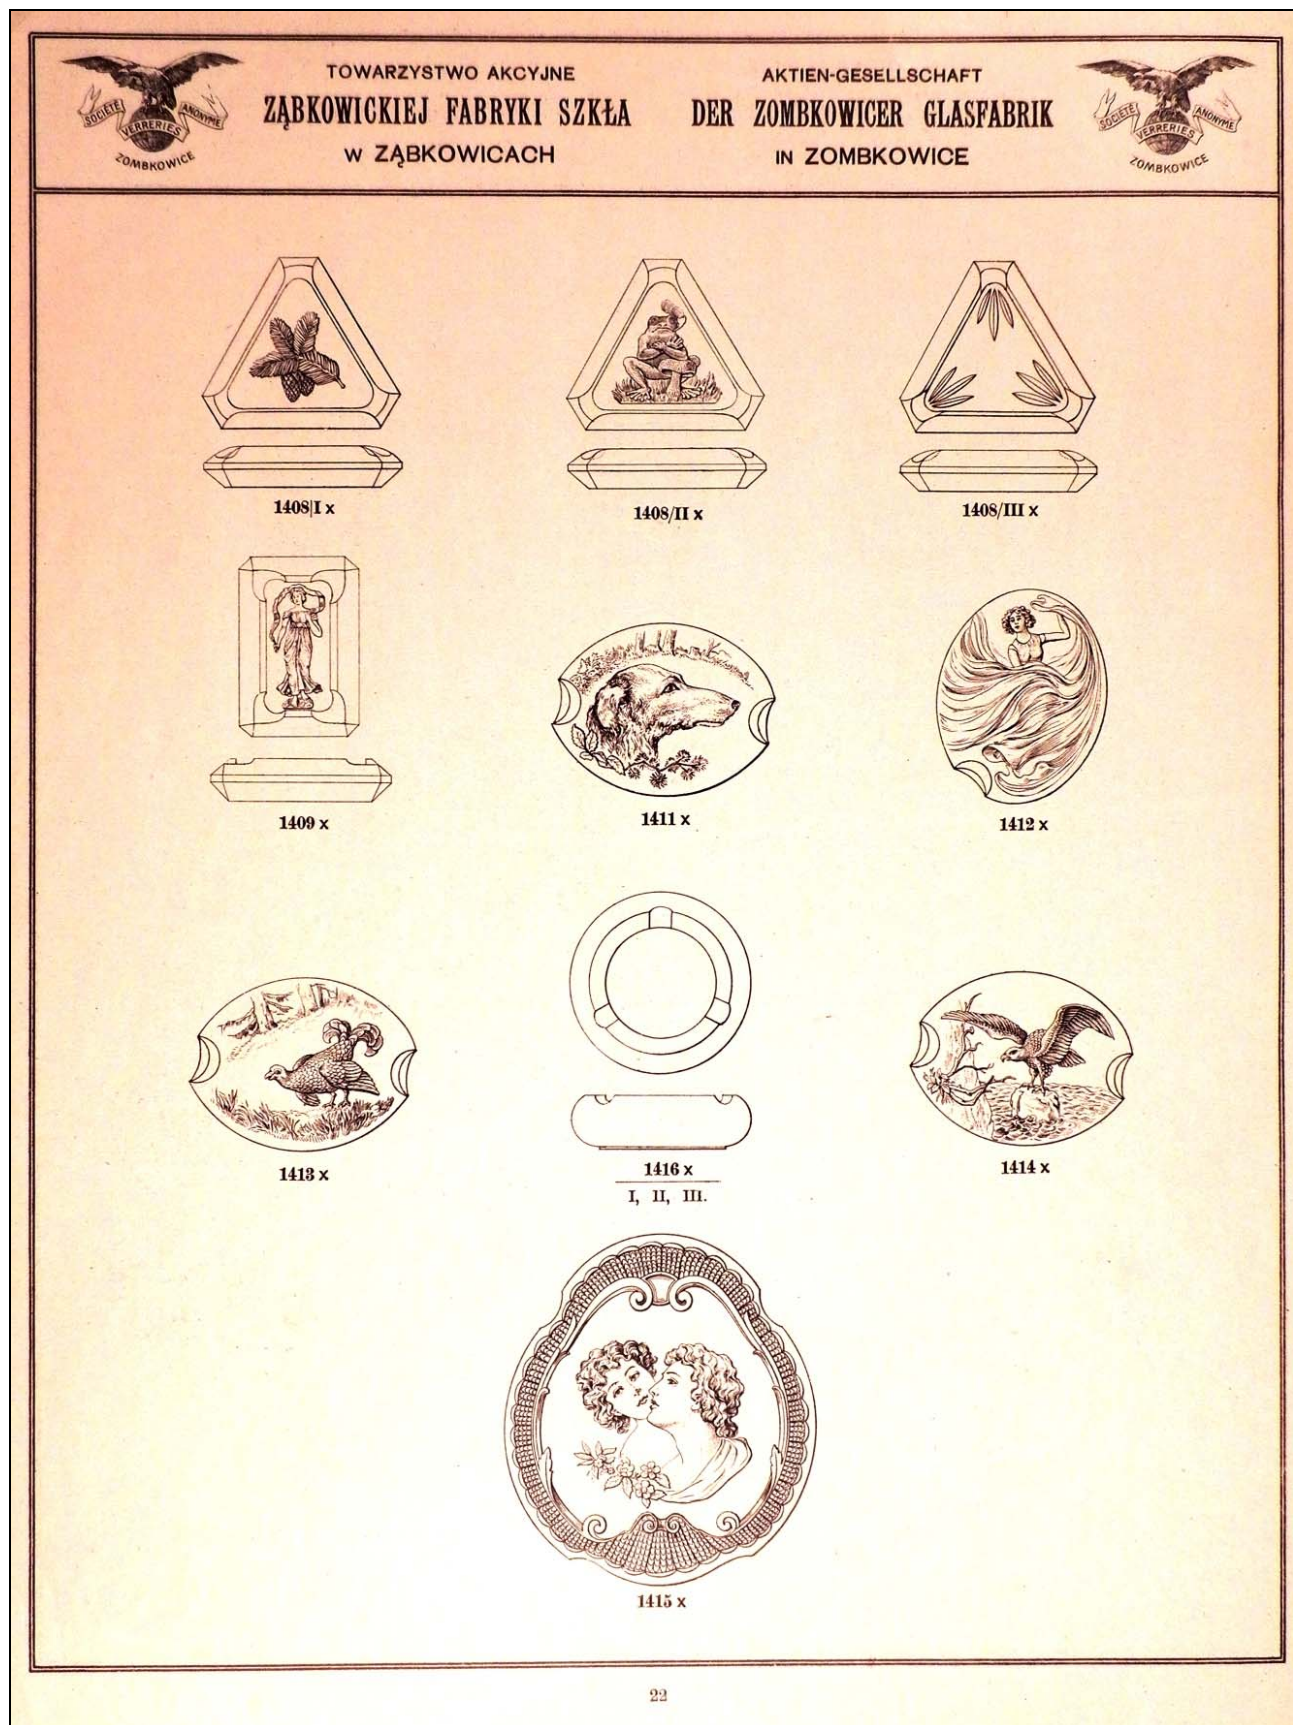 SOCIÉTÉ ANONYME
VERRERIES
ZOMBKOWICE
TOWARZYSTWO AKCYJNE
ZĄBKOWICKIEJ FABRYKI SZKŁA
W ZĄBKOWICACH
AKTIEN-GESELLSCHAFT
DER ZOMBKOWICER GLASFABRIK
IN ZOMBKOWICE
SOCIÉTÉ ANONYME
VERRERIES
ZOMBKOWICE
1408|I x
1408/II x
1408/III x
1409 x
1411 x
1412 x
1413 x
1416 x
I, II, III.
1414 x
1415 x
22